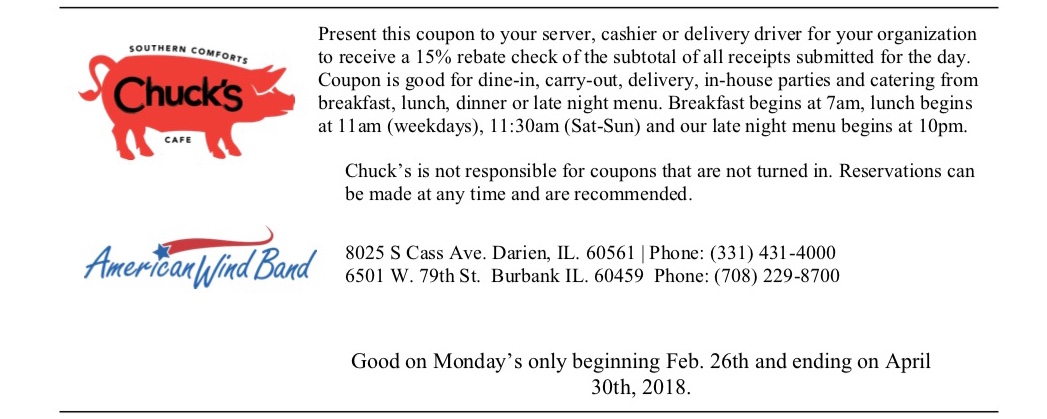 SOUTHERN COMFORTS
Chuck's
CAFE
Present this coupon to your server, cashier or delivery driver for your organization
to receive a 15% rebate check of the subtotal of all receipts submitted for the day.
Coupon is good for dine-in, carry-out, delivery, in-house parties and catering from
breakfast, lunch, dinner or late night menu. Breakfast begins at 7am, lunch begins
at 11am (weekdays), 11:30am (Sat-Sun) and our late night menu begins at 10pm.
Chuck's is not responsible for coupons that are not turned in. Reservations can
be made at any time and are recommended.
American Wind Band
8025 S Cass Ave. Darien, IL. 60561 | Phone: (331) 431-4000
6501 W. 79th St. Burbank IL. 60459 Phone: (708) 229-8700
Good on Monday's only beginning Feb. 26th and ending on April
30th, 2018.